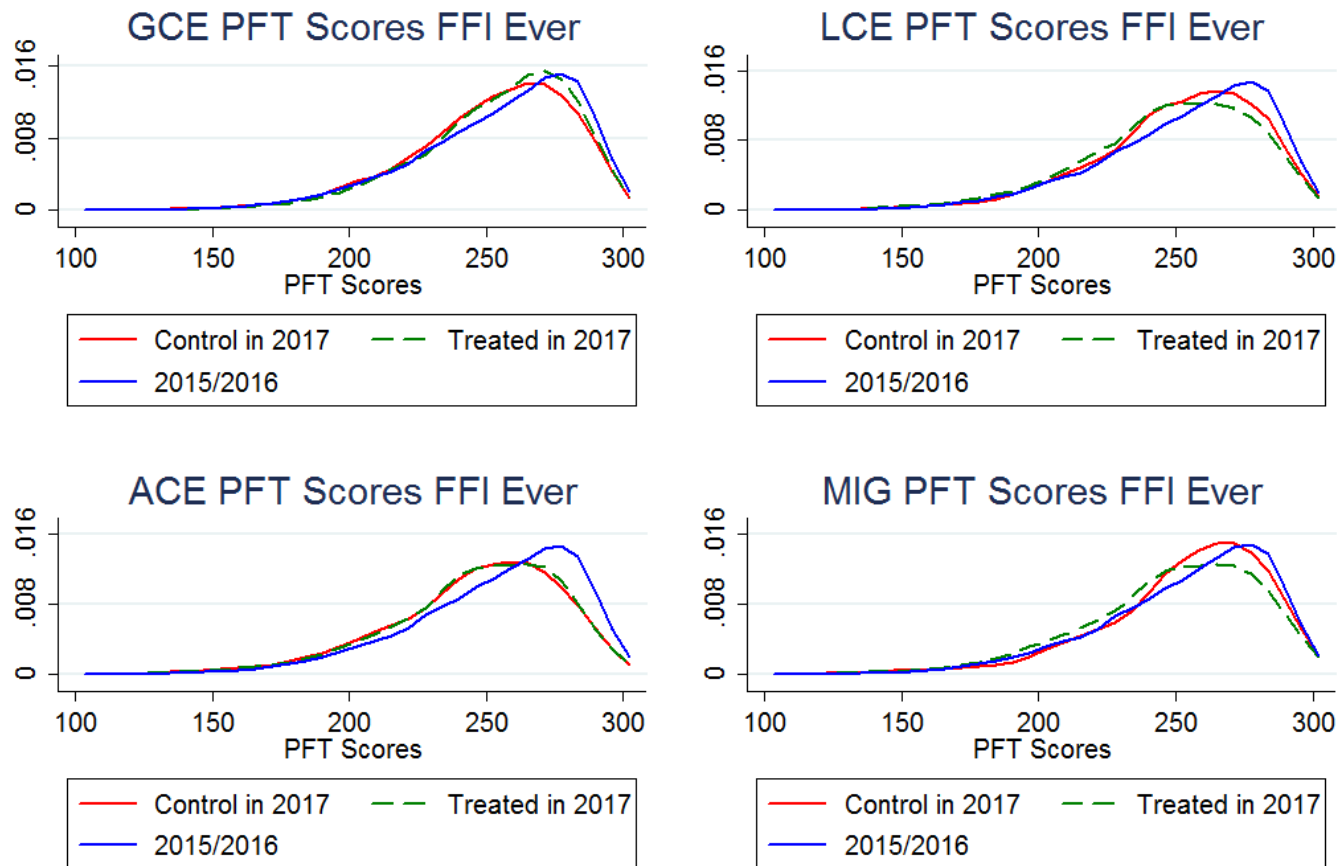 GCE PFT Scores FFI Ever
.016
.008
0
100 150 200 250 300
PFT Scores
Control in 2017 Treated in 2017
2015/2016
LCE PFT Scores FFI Ever
.016
.008
0
100 150 200 250 300
PFT Scores
Control in 2017 Treated in 2017
2015/2016
ACE PFT Scores FFI Ever
.016
.008
0
100 150 200 250 300
PFT Scores
Control in 2017 Treated in 2017
2015/2016
MIG PFT Scores FFI Ever
.016
.008
0
100 150 200 250 300
PFT Scores
Control in 2017 Treated in 2017
2015/2016